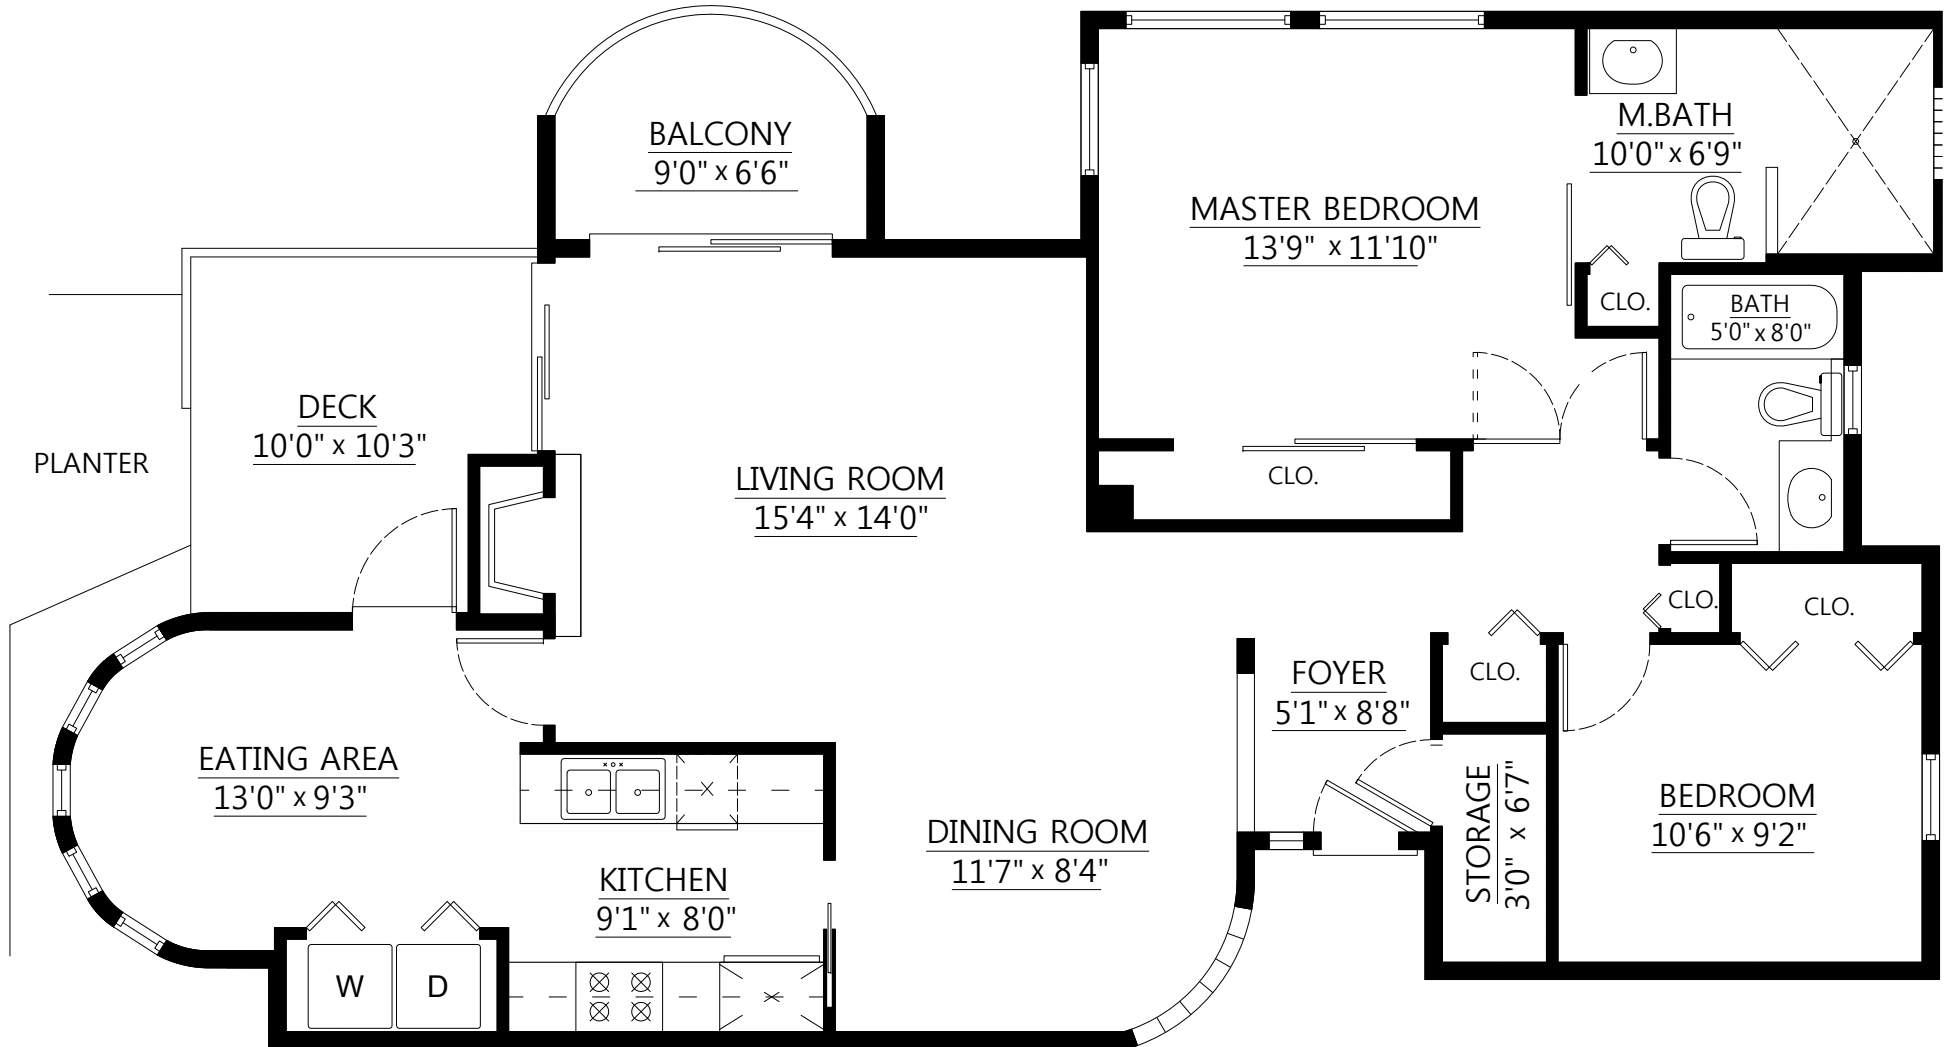 BALCONY
9'0" x 6'6"
M.BATH
10'0" x 6'9"
MASTER BEDROOM
13'9" x 11'10"
CLO.
BATH
5'0" x 8'0"
DECK
10'0" x 10'3"
PLANTER
LIVING ROOM
15'4" x 14'0"
CLO.
CLO.
CLO.
FOYER
5'1" x 8'8"
CLO.
EATING AREA
13'0" x 9'3"
STORAGE
3'0" x 6'7"
BEDROOM
10'6" x 9'2"
DINING ROOM
11'7" x 8'4"
KITCHEN
9'1" x 8'0"
W
D